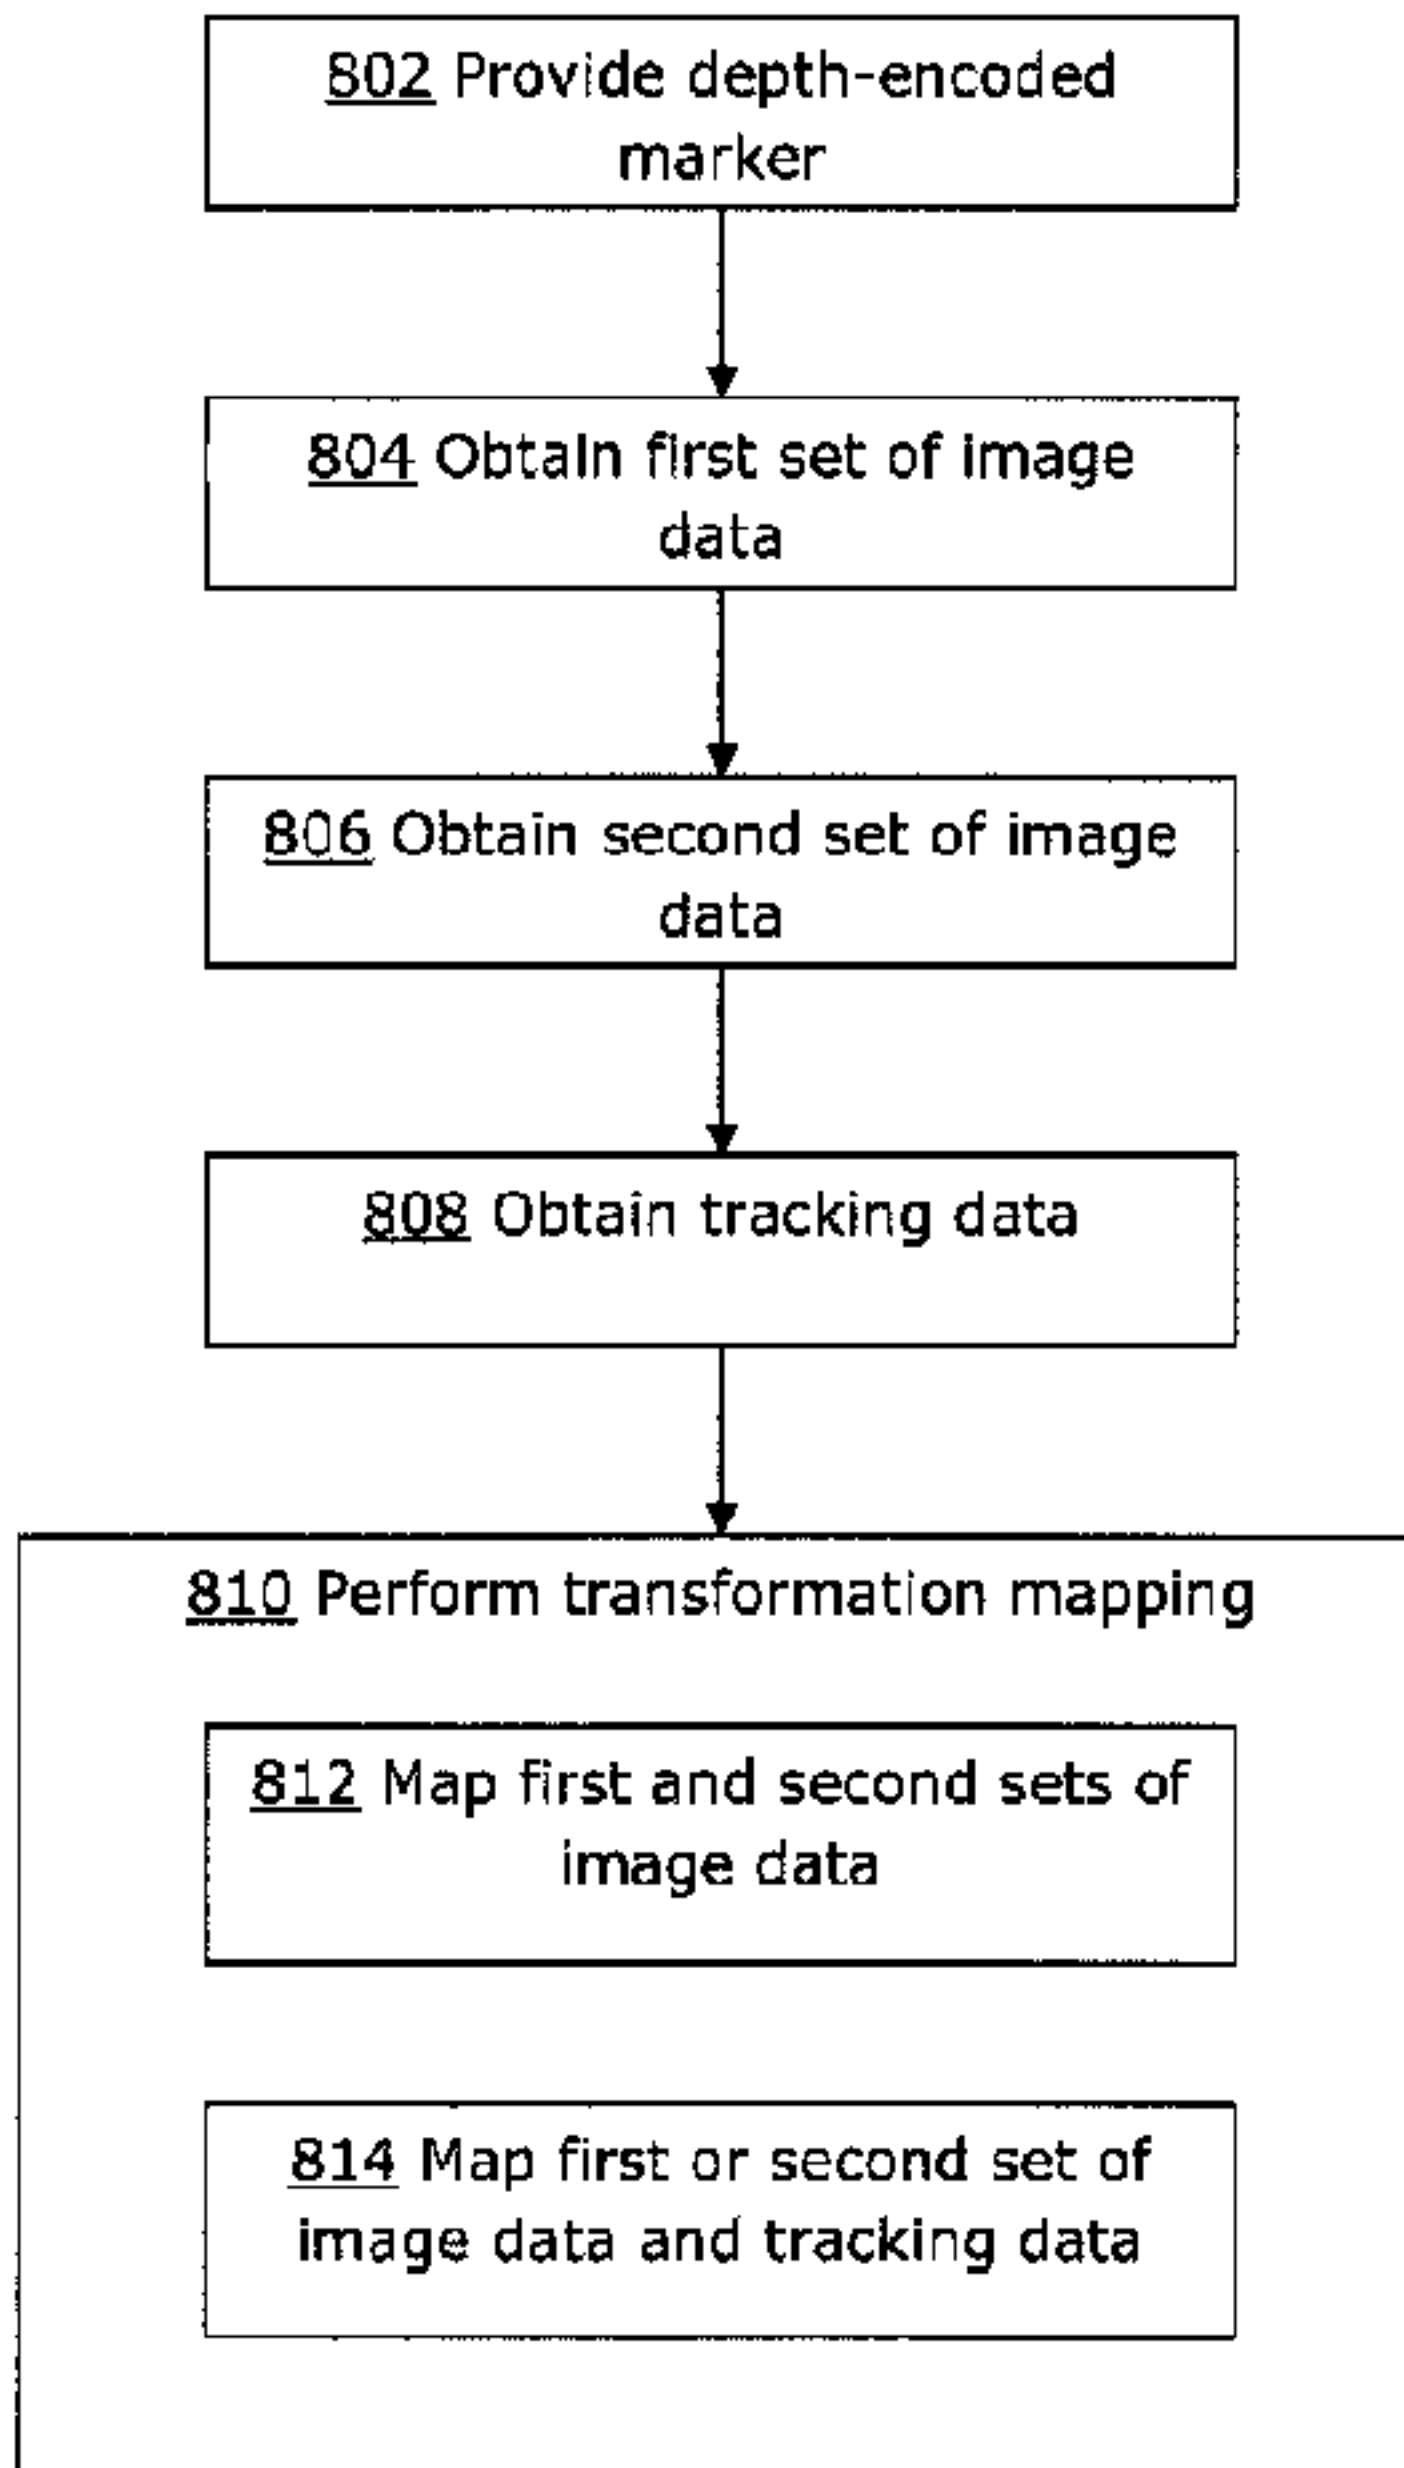 802 Provide depth-encoded
marker
804 Obtain first set of image
data
806 Obtain second set of image
data
808 Obtain tracking data
810 Perform transformation mapping
812 Map first and second sets of
image data
814 Map first or second set of
image data and tracking data